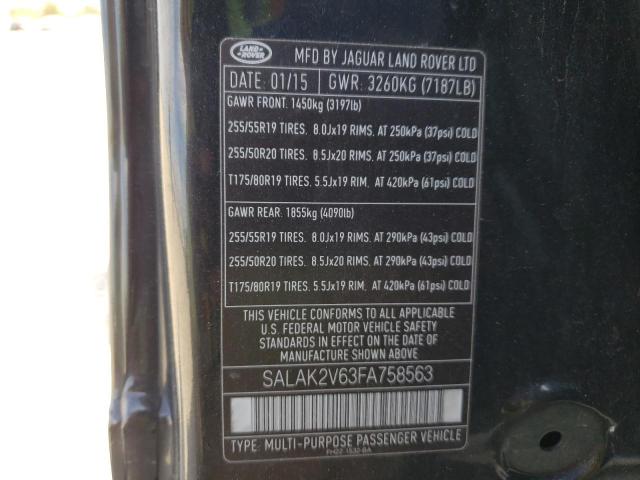 LAND ROVER
MFD BY JAGUAR LAND ROVER LTD
DATE: 01/15 GWR: 3260KG (7187LB)
GAWR FRONT: 1450kg (3197lb)
255/55R19 TIRES. 8.0Jx19 RIMS. AT 250kPa (37psi) COLD
255/50R20 TIRES. 8.5Jx20 RIMS. AT 250kPa (37psi) COLD
T175/80R19 TIRES. 5.5Jx19 RIM. AT 420kPa (61psi) COLD
GAWR REAR: 1855kg (4090lb)
255/55R19 TIRES. 8.0Jx19 RIMS. AT 290kPa (43psi) COLD
255/50R20 TIRES. 8.5Jx20 RIMS. AT 290kPa (43psi) COLD
T175/80R19 TIRES. 5.5Jx19 RIM. AT 420kPa (61psi) COLD
THIS VEHICLE CONFORMS TO ALL APPLICABLE
U.S. FEDERAL MOTOR VEHICLE SAFETY
STANDARDS IN EFFECT ON THE DATE OF
MANUFACTURE SHOWN ABOVE
SALAK2V63FA758563
TYPE: MULTI-PURPOSE PASSENGER VEHICLE
FH22 1532-BA